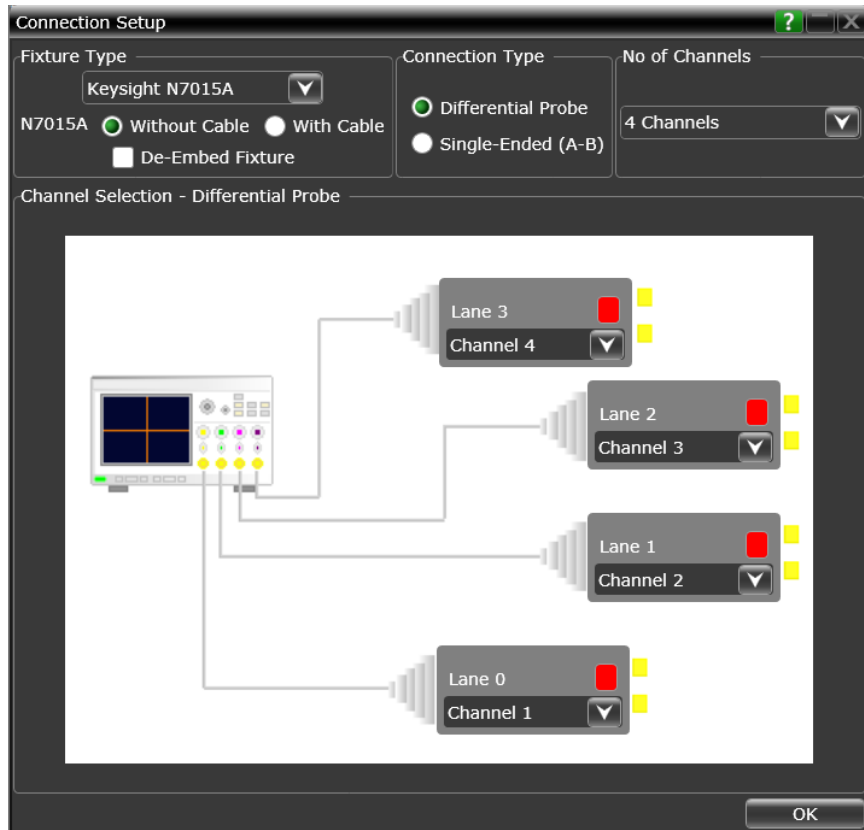 Connection Setup
?
Fixture Type
Keysight N7015A
N7015A Without Cable With Cable
De-Embed Fixture
Connection Type
Differential Probe
Single-Ended (A-B)
No of Channels
4 Channels
Channel Selection - Differential Probe
Lane 3
Channel 4
Lane 2
Channel 3
Lane 1
Channel 2
Lane 0
Channel 1
OK